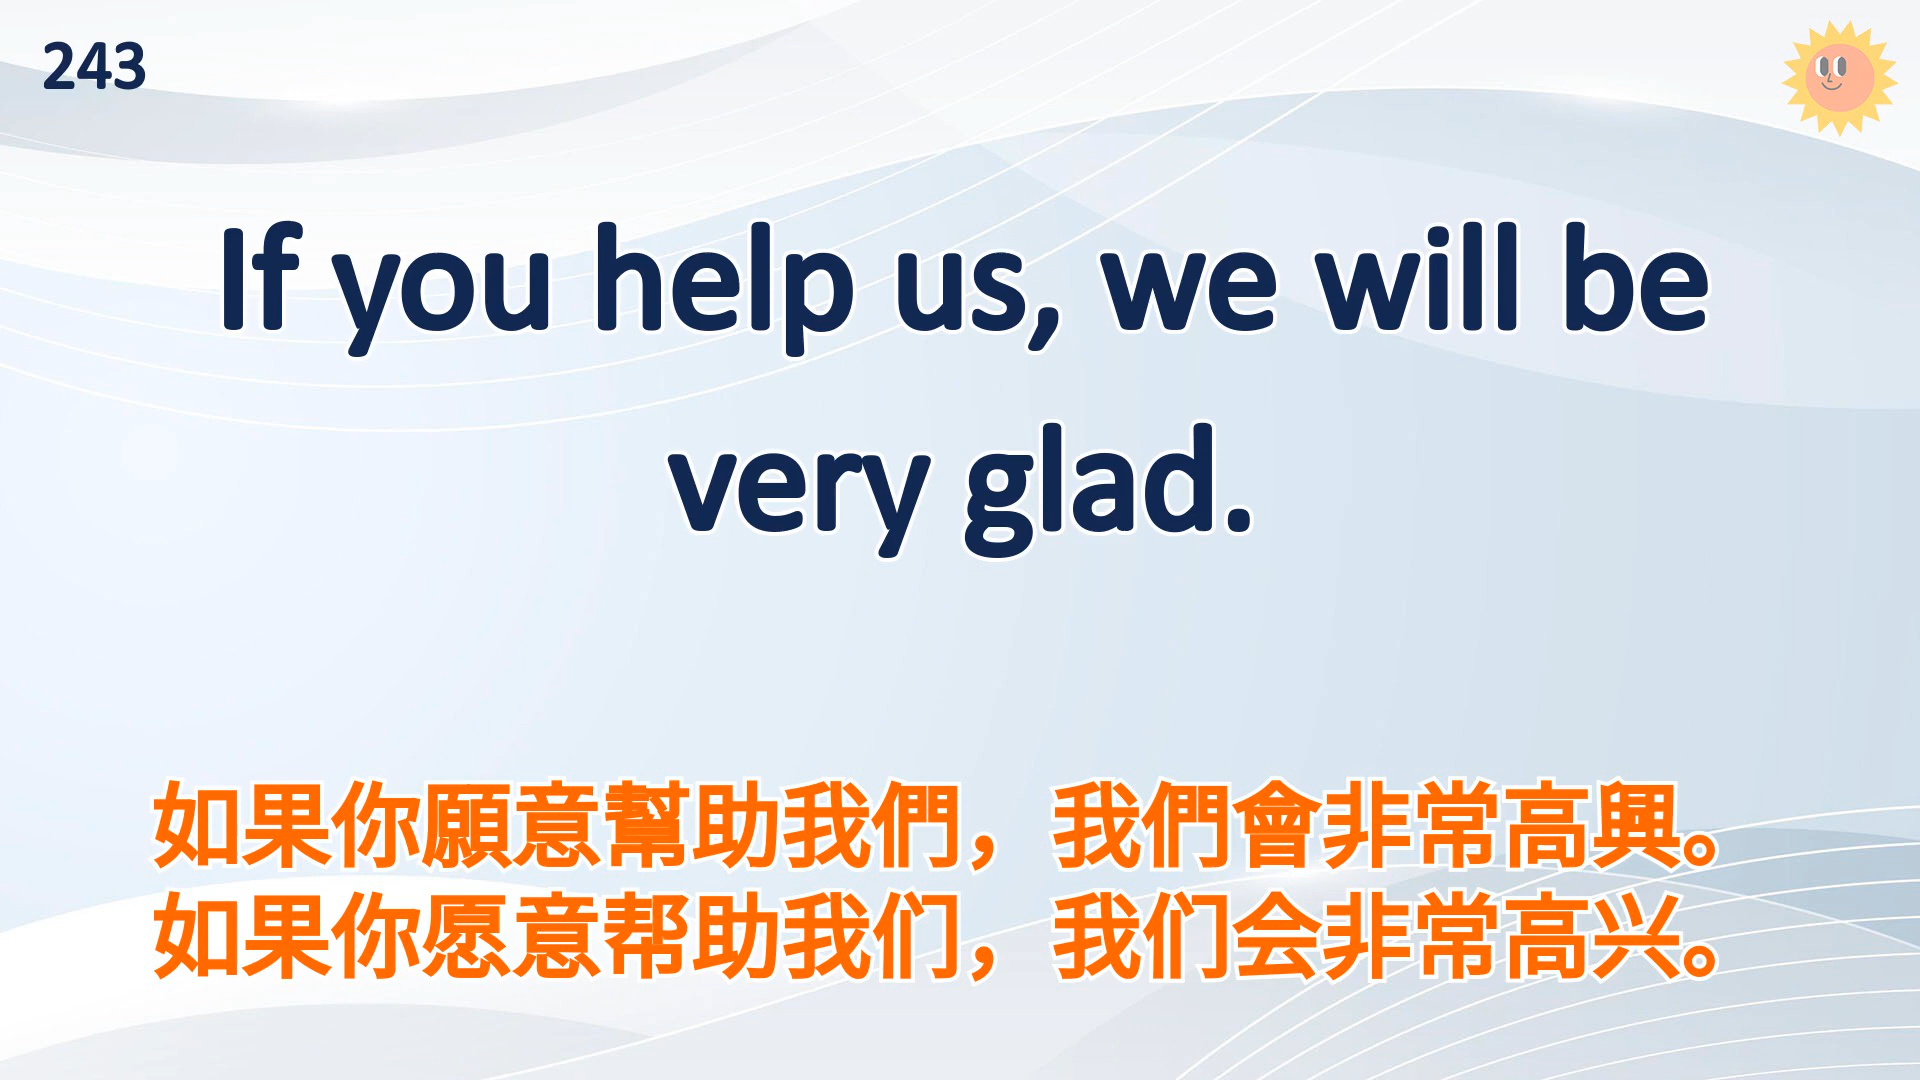 243
If you help us, we will be
very glad.
如果你願意幫助我們，我們會非常高興。
如果你愿意帮助我们，我们会非常高兴。